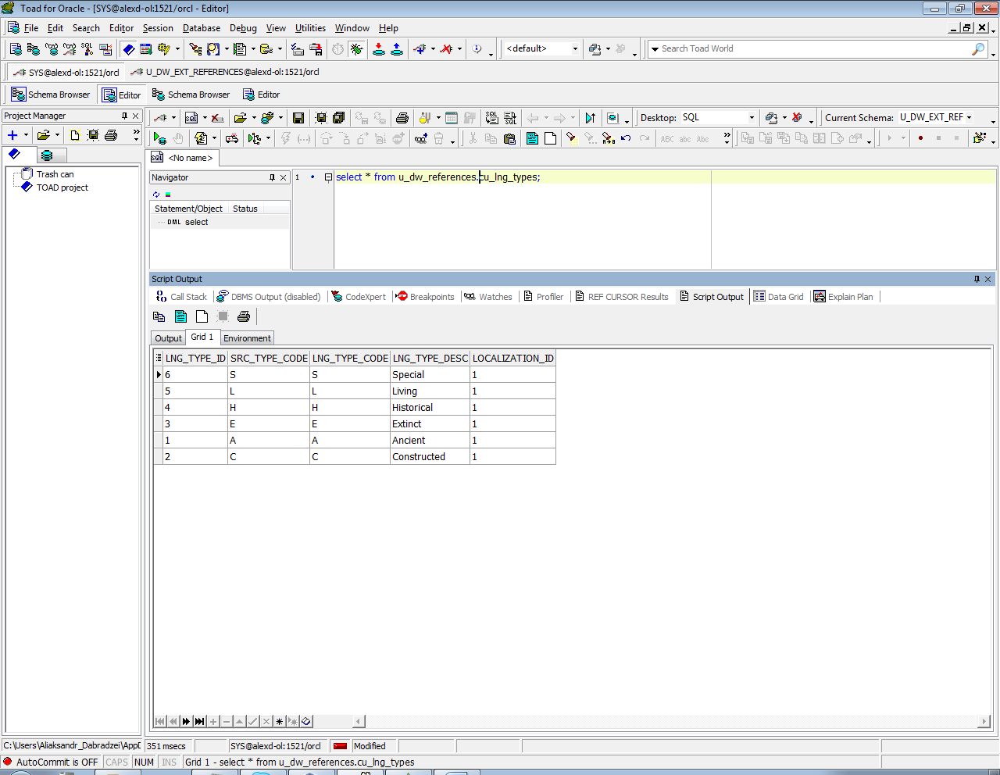 Toad for Oracle - [SYS@alexd-ol:1521/orcl - Editor]
File Edit Search Editor Session Database Debug View Utilities Window Help
SQL <default> Search Toad World
SYS@alexd-ol:1521/orcl U_DW_EXT_REFERENCES@alexd-ol:1521/orcl
Schema Browser Editor Schema Browser Editor
Project Manager
SQL SQL SQL Desktop: SQL Current Schema: U_DW_EXT_REF
ABC abc Abc
SQL <No name>
Trash can
TOAD project
Navigator
Statement/Object Status
DML select
1 select * from u_dw_references.cu_lng_types;
Script Output
Call Stack DBMS Output (disabled) CodeXpert Breakpoints Watches Profiler REF CURSOR Results Script Output Data Grid Explain Plan
Output Grid 1 Environment
LNG_TYPE_ID SRC_TYPE_CODE LNG_TYPE_CODE LNG_TYPE_DESC LOCALIZATION_ID
6 S S Special 1
5 L L Living 1
4 H H Historical 1
3 E E Extinct 1
1 A A Ancient 1
2 C C Constructed 1
C:\Users\Aliaksandr_Dabradzei\AppD 351 msecs SYS@alexd-ol:1521/orcl Modified
AutoCommit is OFF CAPS NUM INS Grid 1 - select * from u_dw_references.cu_lng_types